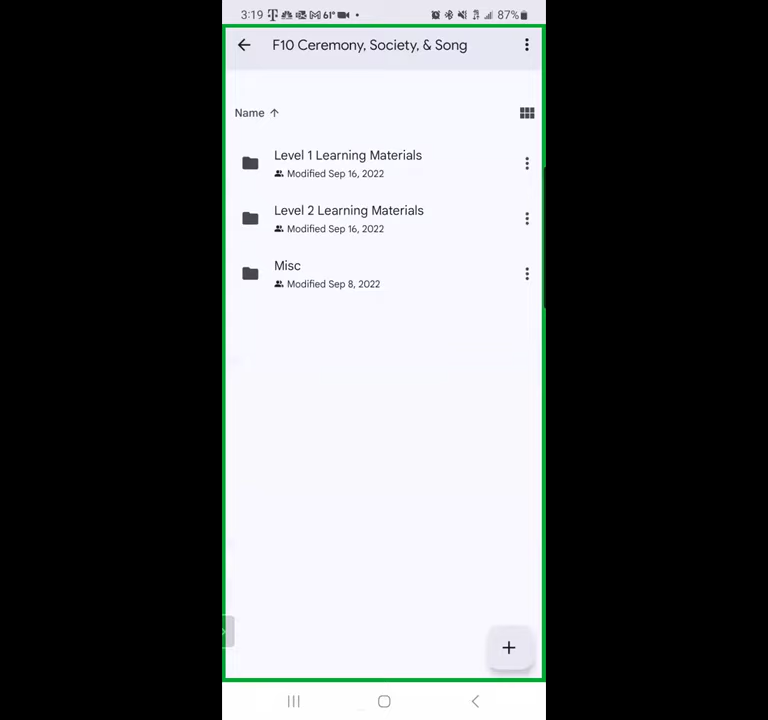 3:19 61° 87%
F10 Ceremony, Society, & Song
Name
Level 1 Learning Materials
Modified Sep 16, 2022
Level 2 Learning Materials
Modified Sep 16, 2022
Misc
Modified Sep 8, 2022